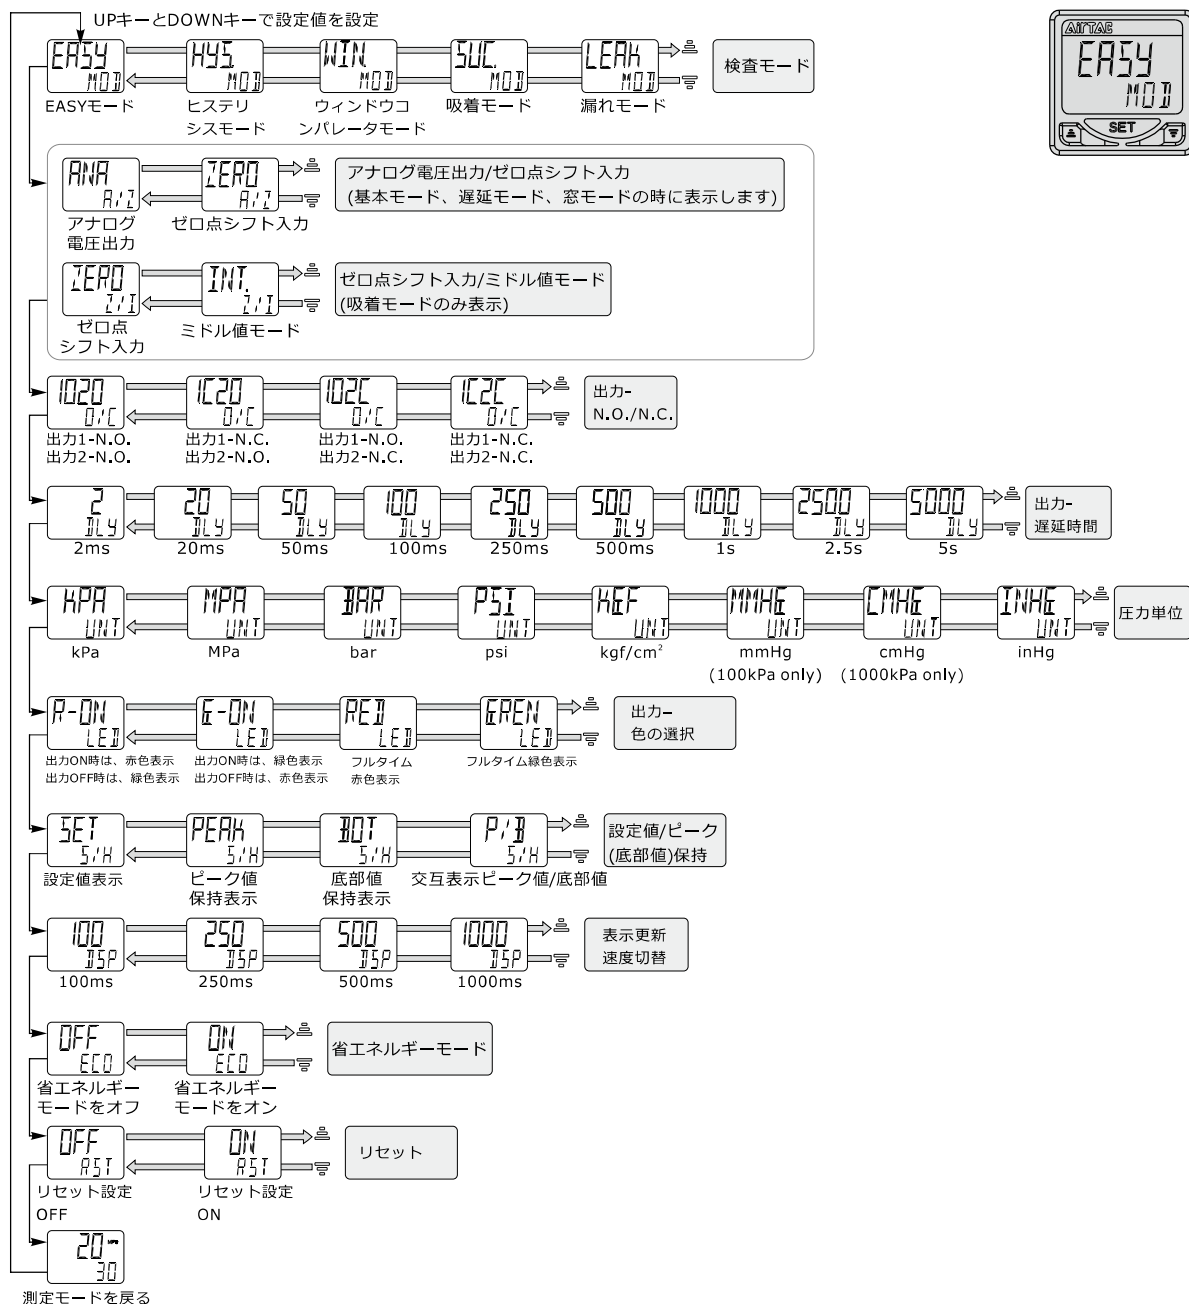 UPキーとDOWNキーで設定値を設定
AirTAC
EASY
MOD
SET
EASY
MOD
HYS.
MOD
WIN.
MOD
SUC.
MOD
LEAK
MOD
検査モード
EASYモード
ヒステリ
シスモード
ウィンドウコ
ンパレータモード
吸着モード
漏れモード
ANA
A/Z
ZERO
A/Z
アナログ電圧出力/ゼロ点シフト入力
(基本モード、遅延モード、窓モードの時に表示します)
アナログ
電圧出力
ゼロ点シフト入力
ZERO
Z/I
INT.
Z/I
ゼロ点シフト入力/ミドル値モード
(吸着モードのみ表示)
ゼロ点
シフト入力
ミドル値モード
1O2O
O/C
1C2O
O/C
1O2C
O/C
1C2C
O/C
出力-
N.O./N.C.
出力1-N.O.
出力2-N.O.
出力1-N.C.
出力2-N.O.
出力1-N.O.
出力2-N.C.
出力1-N.C.
出力2-N.C.
2
DLY
20
DLY
50
DLY
100
DLY
250
DLY
500
DLY
1000
DLY
2500
DLY
5000
DLY
出力-
遅延時間
2ms
20ms
50ms
100ms
250ms
500ms
1s
2.5s
5s
KPA
UNT
MPA
UNT
BAR
UNT
PSI
UNT
KGF
UNT
MMHG
UNT
CMHG
UNT
INHG
UNT
圧力単位
kPa
MPa
bar
psi
kgf/cm²
mmHg
(100kPa only)
cmHg
(1000kPa only)
inHg
R-ON
LED
G-ON
LED
RED
LED
GREN
LED
出力-
色の選択
出力ON時は、赤色表示
出力OFF時は、緑色表示
出力ON時は、緑色表示
出力OFF時は、赤色表示
フルタイム
赤色表示
フルタイム緑色表示
SET
S/H
PEAK
S/H
BOT
S/H
P/B
S/H
設定値/ピーク
(底部値)保持
設定値表示
ピーク値
保持表示
底部値
保持表示
交互表示ピーク値/底部値
100
DSP
250
DSP
500
DSP
1000
DSP
表示更新
速度切替
100ms
250ms
500ms
1000ms
OFF
ECO
ON
ECO
省エネルギーモード
省エネルギー
モードをオフ
省エネルギー
モードをオン
OFF
RST
ON
RST
リセット
リセット設定
OFF
リセット設定
ON
20
30
測定モードを戻る